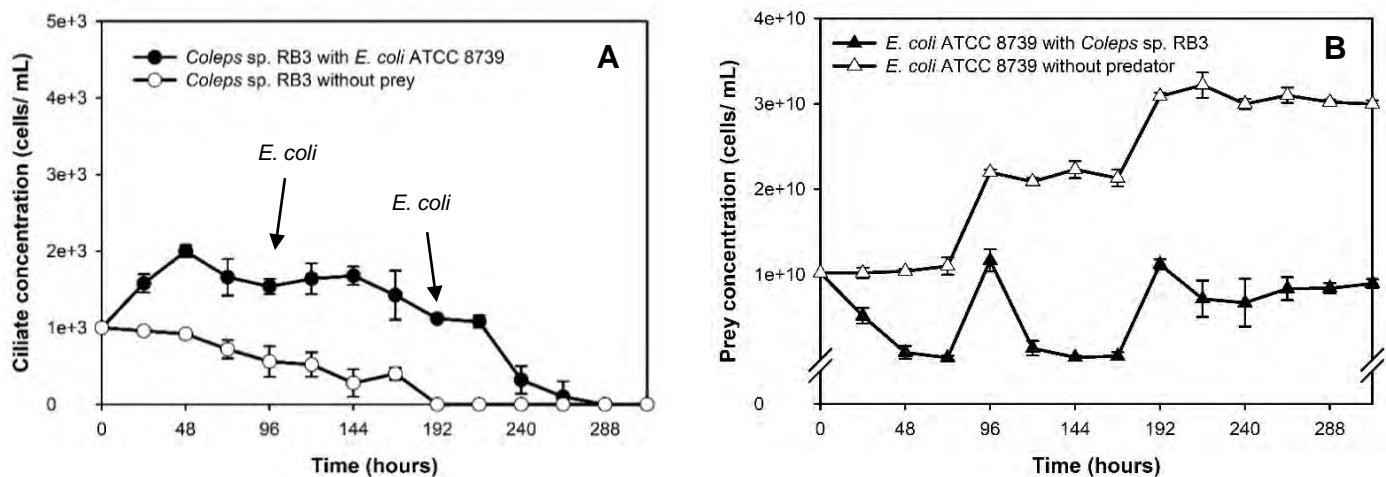 5e+3
4e+3
3e+3
2e+3
1e+3
0
Ciliate concentration (cells/ mL)
Coleps sp. RB3 with E. coli ATCC 8739
Coleps sp. RB3 without prey
A
E. coli
E. coli
0 48 96 144 192 240 288
Time (hours)
4e+10
3e+10
2e+10
1e+10
0
Prey concentration (cells/ mL)
E. coli ATCC 8739 with Coleps sp. RB3
E. coli ATCC 8739 without predator
B
0 48 96 144 192 240 288
Time (hours)